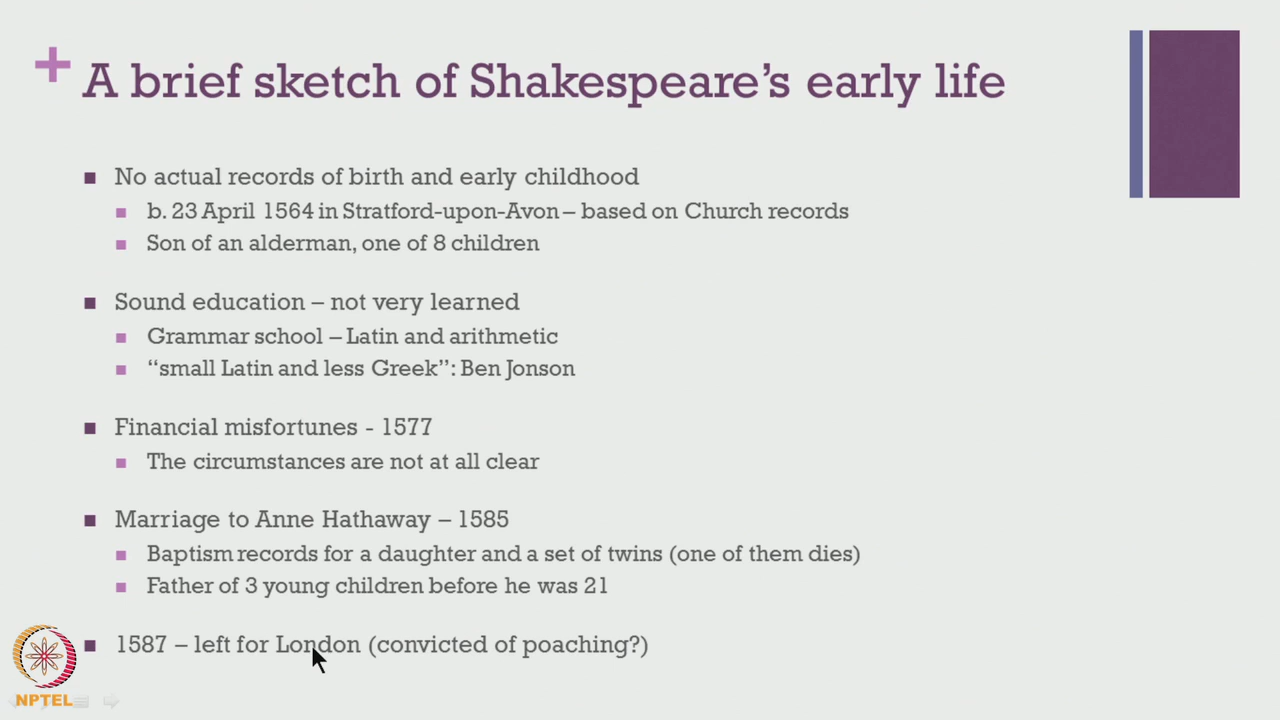 + A brief sketch of Shakespeare's early life
■ No actual records of birth and early childhood
■ b. 23 April 1564 in Stratford-upon-Avon – based on Church records
■ Son of an alderman, one of 8 children
■ Sound education – not very learned
■ Grammar school – Latin and arithmetic
■ “small Latin and less Greek”: Ben Jonson
■ Financial misfortunes - 1577
■ The circumstances are not at all clear
■ Marriage to Anne Hathaway – 1585
■ Baptism records for a daughter and a set of twins (one of them dies)
■ Father of 3 young children before he was 21
■ 1587 – left for London (convicted of poaching?)
NPTEL